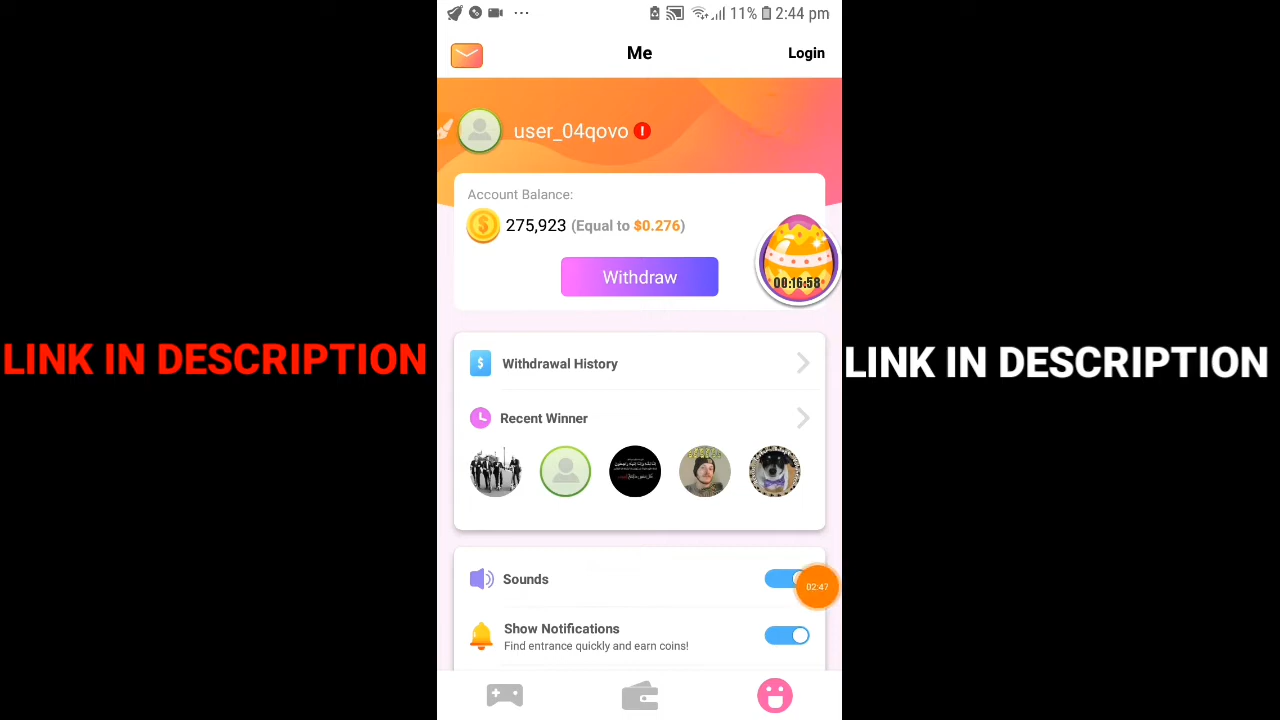 11% 2:44 pm
Me
Login
user_04qovo
Account Balance:
275,923 (Equal to $0.276)
00:16:58
Withdraw
LINK IN DESCRIPTION
LINK IN DESCRIPTION
Withdrawal History
Recent Winner
Sounds
02:47
Show Notifications
Find entrance quickly and earn coins!